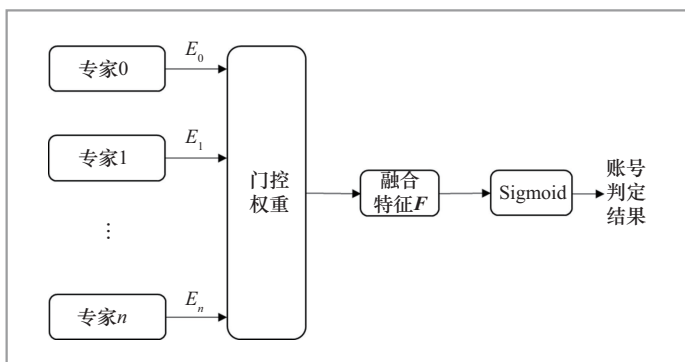 专家0
E₀
专家1
E₁
⋮
专家n
Eₙ
门控
权重
融合
特征F
Sigmoid
账号
判定
结果